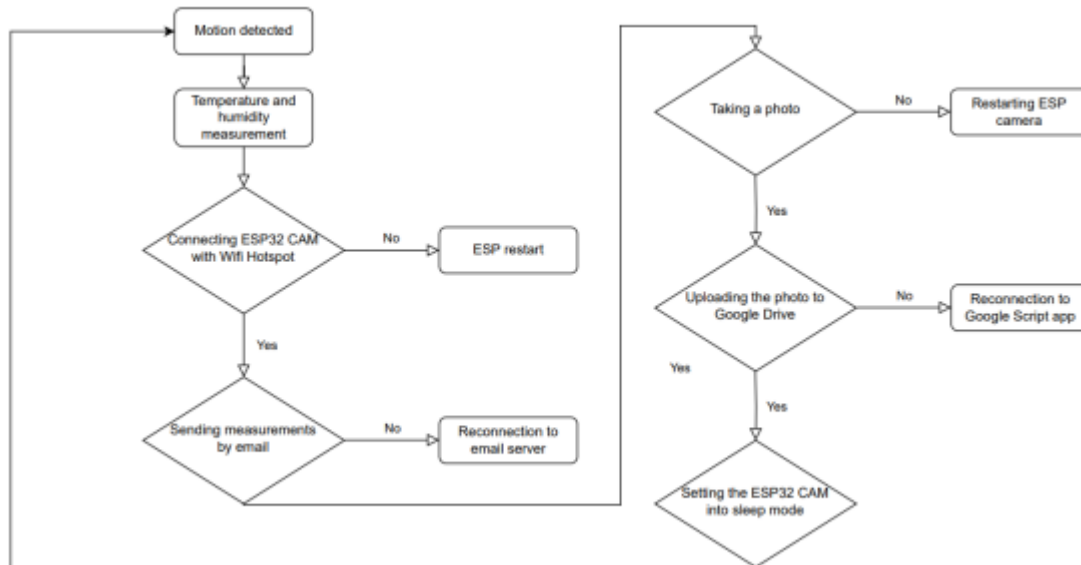 Motion detected
Temperature and
humidity
measurement
Connecting ESP32 CAM
with Wifi Hotspot
No
ESP restart
Yes
Sending measurements
by email
No
Reconnection to
email server
Taking a photo
No
Restarting ESP
camera
Yes
Uploading the photo to
Google Drive
No
Reconnection to
Google Script app
Yes
Yes
Setting the ESP32 CAM
into sleep mode